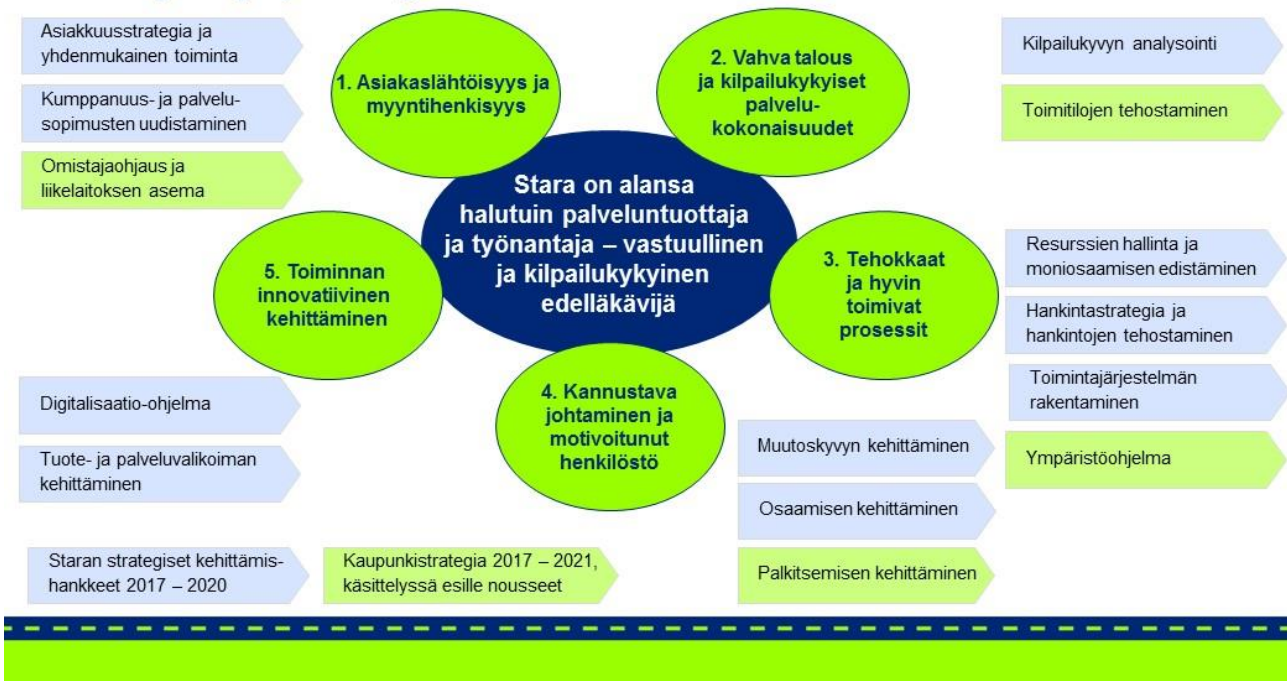 Asiakkuusstrategia ja
yhdenmukainen toiminta
Kumppanuus- ja palvelu-
sopimusten uudistaminen
Omistajaohjaus ja
liikelaitoksen asema
1. Asiakaslähtöisyys ja
myyntihenkisyys
2. Vahva talous
ja kilpailukykyiset
palvelu-
kokonaisuudet
Kilpailukyvyn analysointi
Toimitilojen tehostaminen
Stara on alansa
halutuin palveluntuottaja
ja työnantaja – vastuullinen
ja kilpailukykyinen
edelläkävijä
5. Toiminnan
innovatiivinen
kehittäminen
3. Tehokkaat
ja hyvin
toimivat
prosessit
Resurssien hallinta ja
moniosaamisen edistäminen
Hankintastrategia ja
hankintojen tehostaminen
Toimintajärjestelmän
rakentaminen
Ympäristöohjelma
4. Kannustava
johtaminen ja
motivoitunut
henkilöstö
Digitalisaatio-ohjelma
Tuote- ja palveluvalikoiman
kehittäminen
Muutoskyvyn kehittäminen
Osaamisen kehittäminen
Palkitsemisen kehittäminen
Staran strategiset kehittämis-
hankkeet 2017 – 2020
Kaupunkistrategia 2017 – 2021,
käsittelyssä esille nousseet